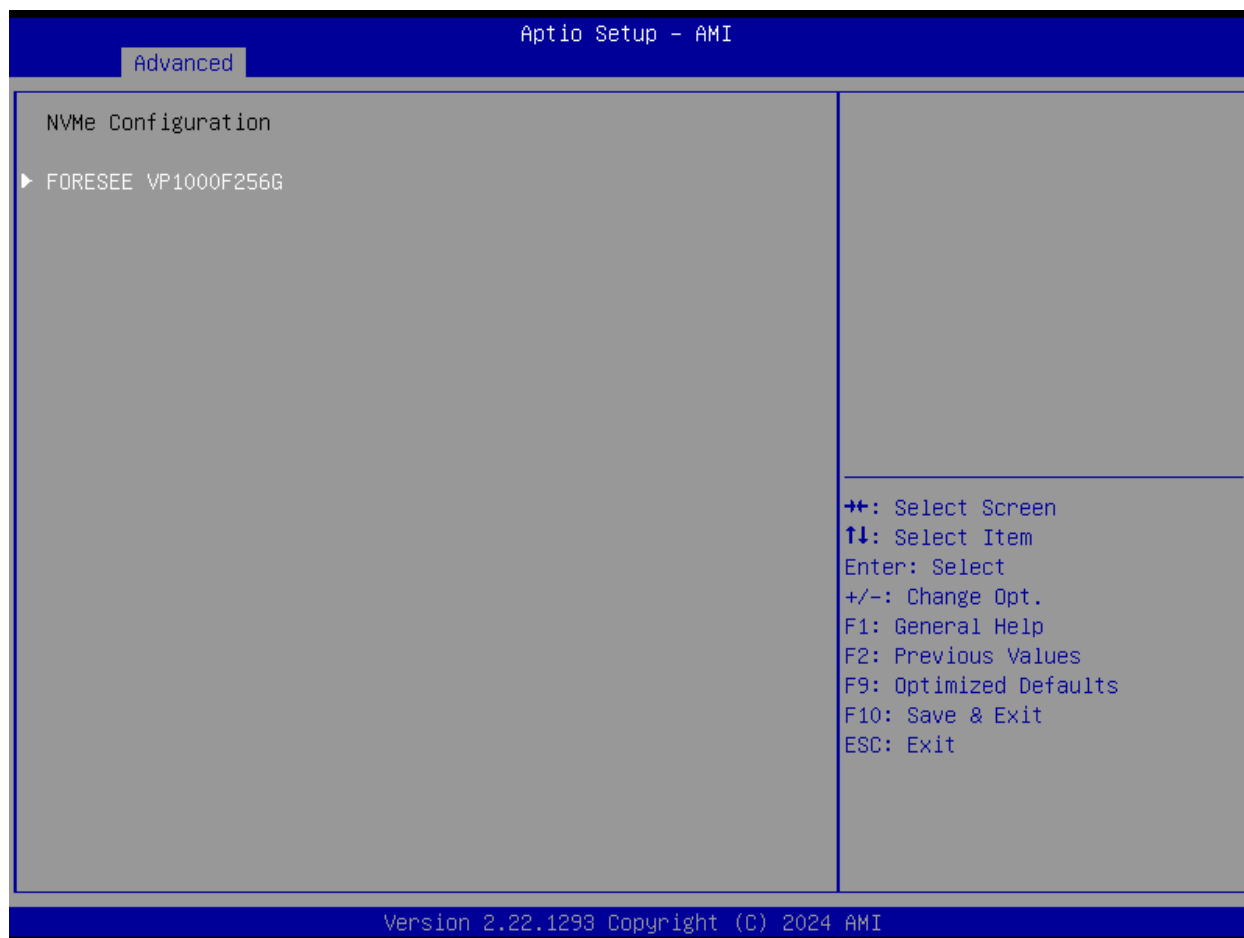 Aptio Setup – AMI
Advanced
NVMe Configuration
▶ FORESEE VP1000F256G
→←: Select Screen
↑↓: Select Item
Enter: Select
+/-: Change Opt.
F1: General Help
F2: Previous Values
F9: Optimized Defaults
F10: Save & Exit
ESC: Exit
Version 2.22.1293 Copyright (C) 2024 AMI